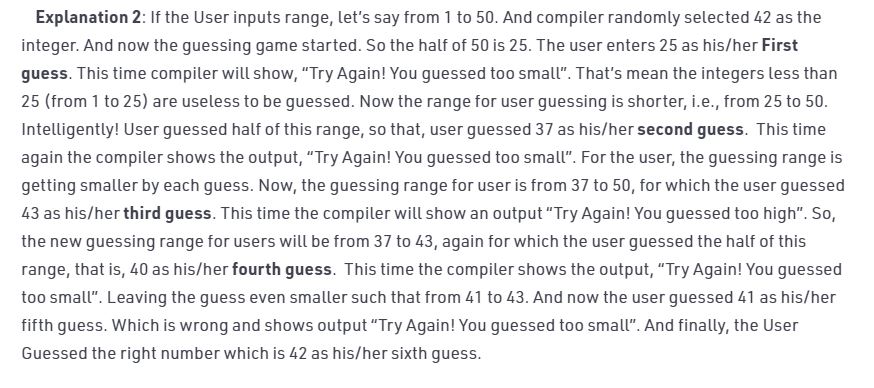 Explanation 2: If the User inputs range, let’s say from 1 to 50. And compiler randomly selected 42 as the
integer. And now the guessing game started. So the half of 50 is 25. The user enters 25 as his/her First
guess. This time compiler will show, “Try Again! You guessed too small”. That’s mean the integers less than
25 (from 1 to 25) are useless to be guessed. Now the range for user guessing is shorter, i.e., from 25 to 50.
Intelligently! User guessed half of this range, so that, user guessed 37 as his/her second guess. This time
again the compiler shows the output, “Try Again! You guessed too small”. For the user, the guessing range is
getting smaller by each guess. Now, the guessing range for user is from 37 to 50, for which the user guessed
43 as his/her third guess. This time the compiler will show an output “Try Again! You guessed too high”. So,
the new guessing range for users will be from 37 to 43, again for which the user guessed the half of this
range, that is, 40 as his/her fourth guess. This time the compiler shows the output, “Try Again! You guessed
too small”. Leaving the guess even smaller such that from 41 to 43. And now the user guessed 41 as his/her
fifth guess. Which is wrong and shows output “Try Again! You guessed too small”. And finally, the User
Guessed the right number which is 42 as his/her sixth guess.